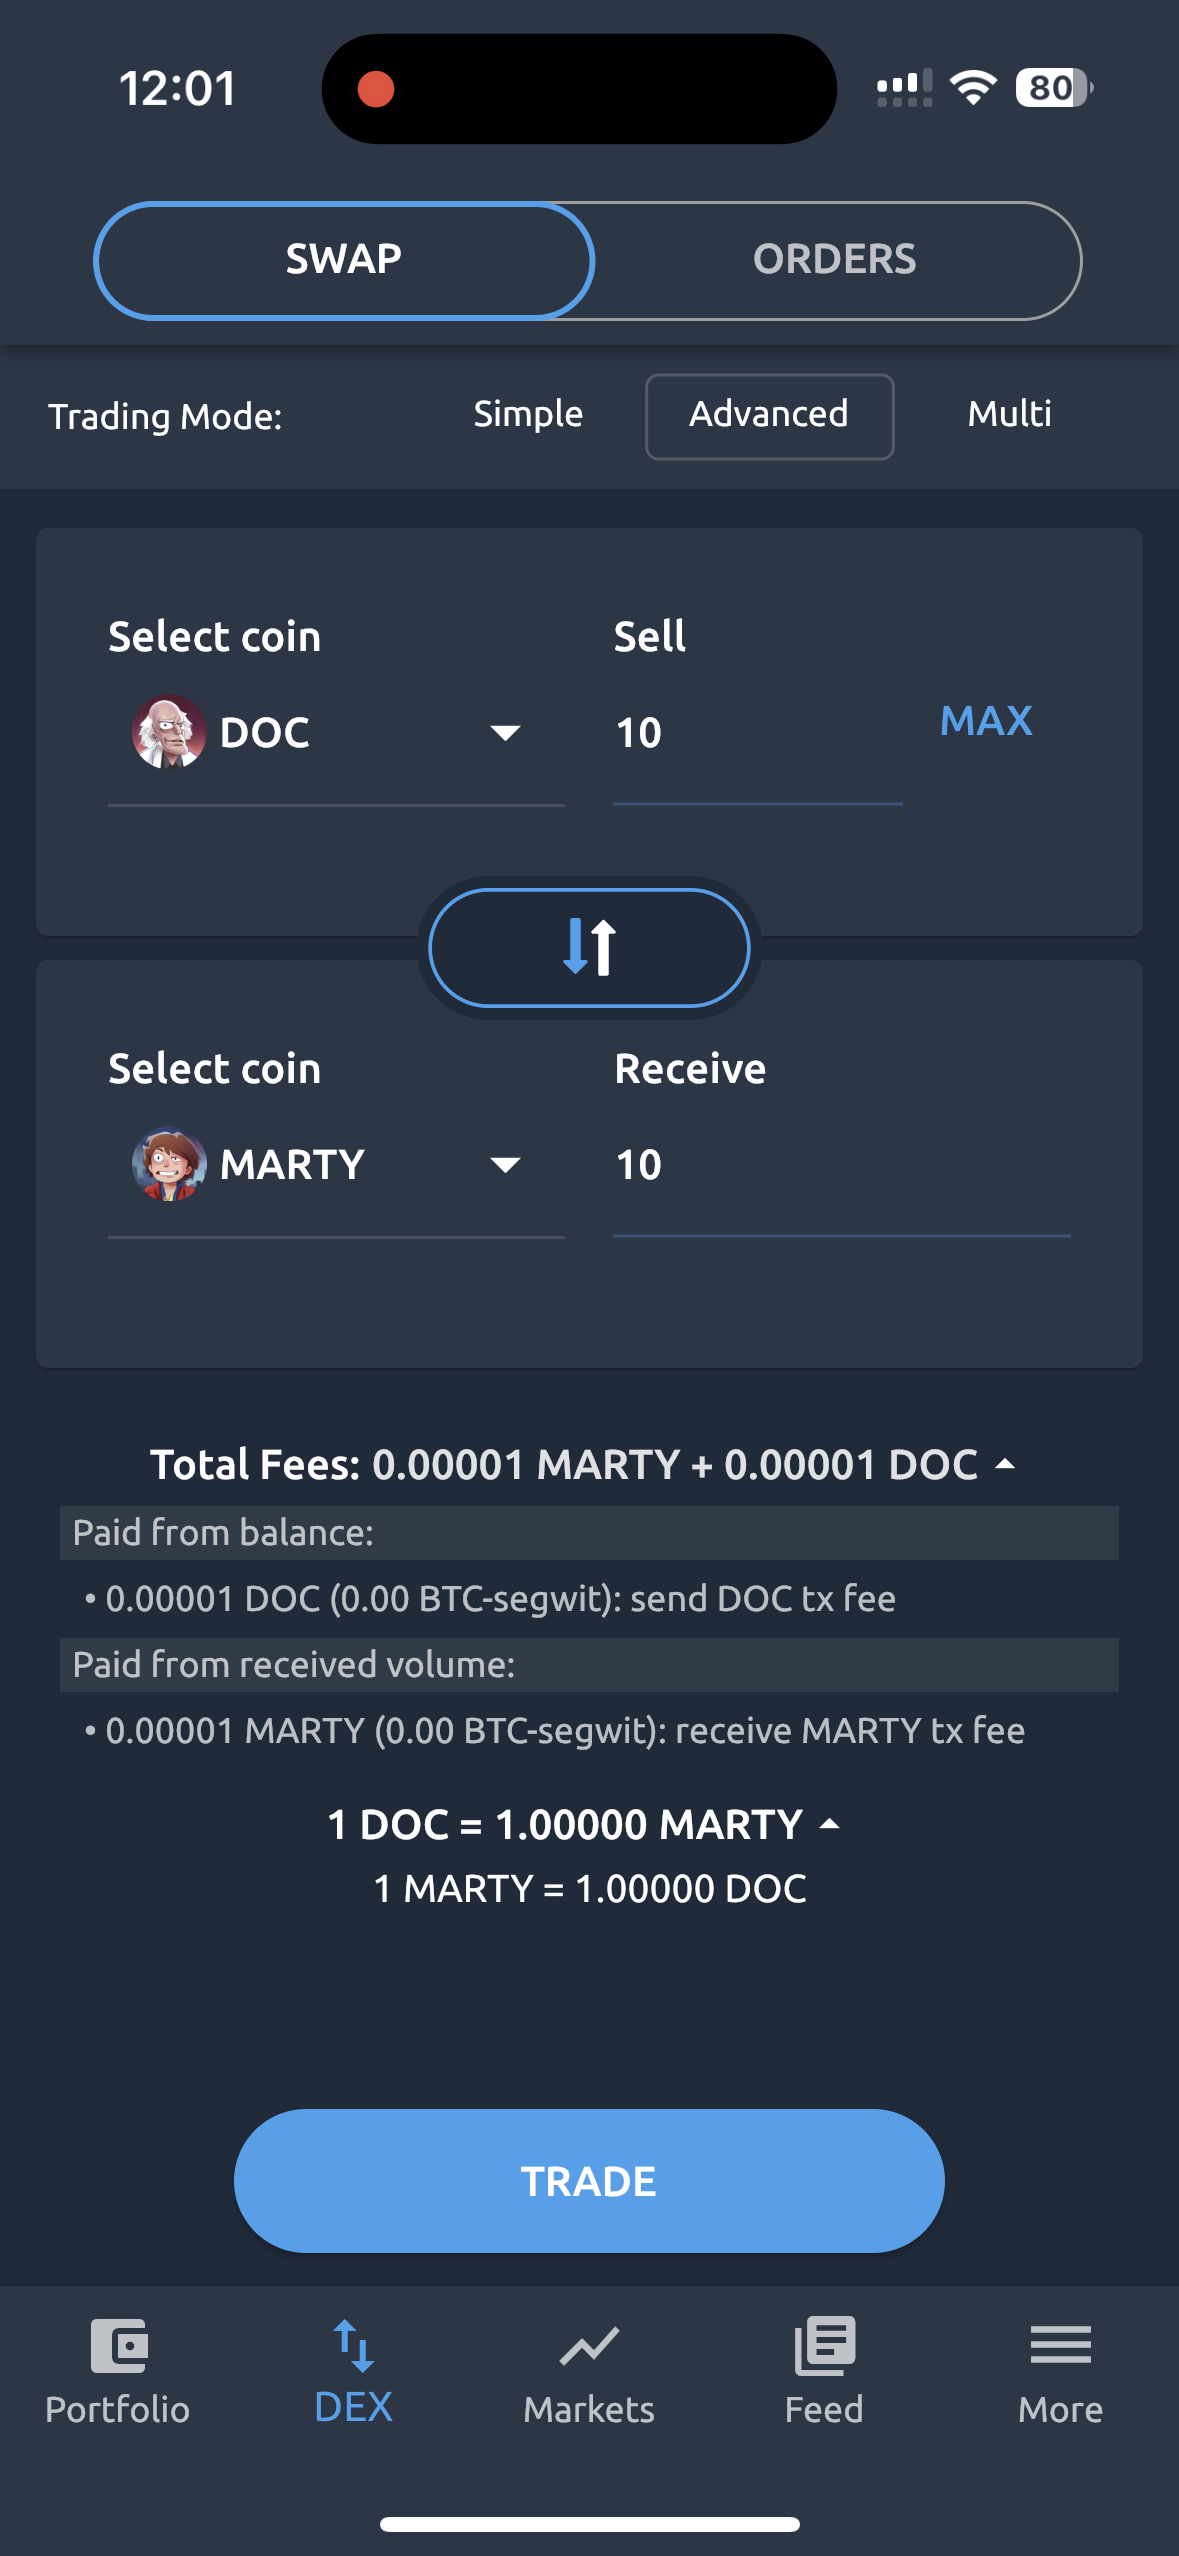 12:01
80
SWAP ORDERS
Trading Mode: Simple Advanced Multi
Select coin Sell
DOC 10 MAX
Select coin Receive
MARTY 10
Total Fees: 0.00001 MARTY + 0.00001 DOC
Paid from balance:
• 0.00001 DOC (0.00 BTC-segwit): send DOC tx fee
Paid from received volume:
• 0.00001 MARTY (0.00 BTC-segwit): receive MARTY tx fee
1 DOC = 1.00000 MARTY
1 MARTY = 1.00000 DOC
TRADE
Portfolio DEX Markets Feed More